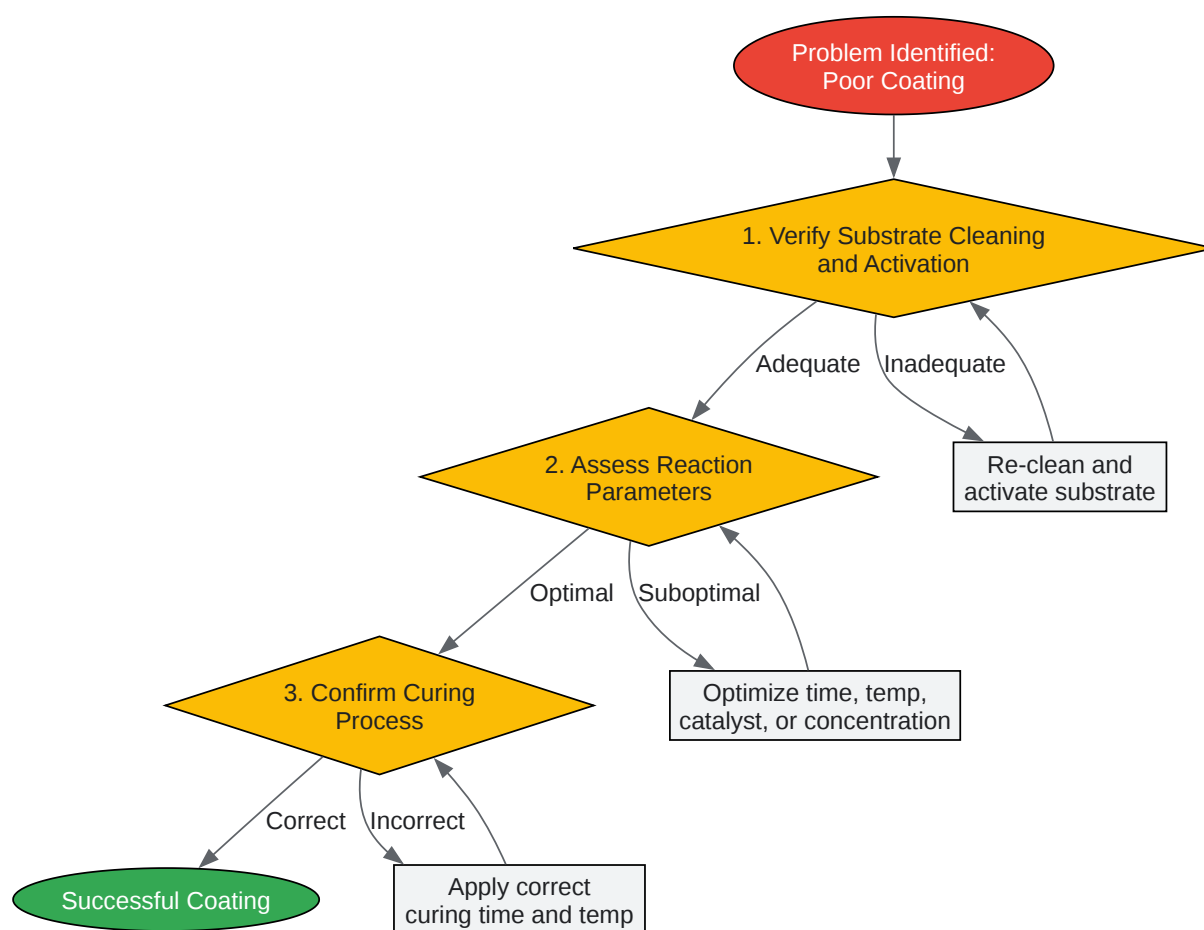 Problem Identified:
Poor Coating
1. Verify Substrate Cleaning
and Activation
Adequate
Inadequate
Re-clean and
activate substrate
2. Assess Reaction
Parameters
Optimal
Suboptimal
Optimize time, temp,
catalyst, or concentration
3. Confirm Curing
Process
Correct
Incorrect
Successful Coating
Apply correct
curing time and temp